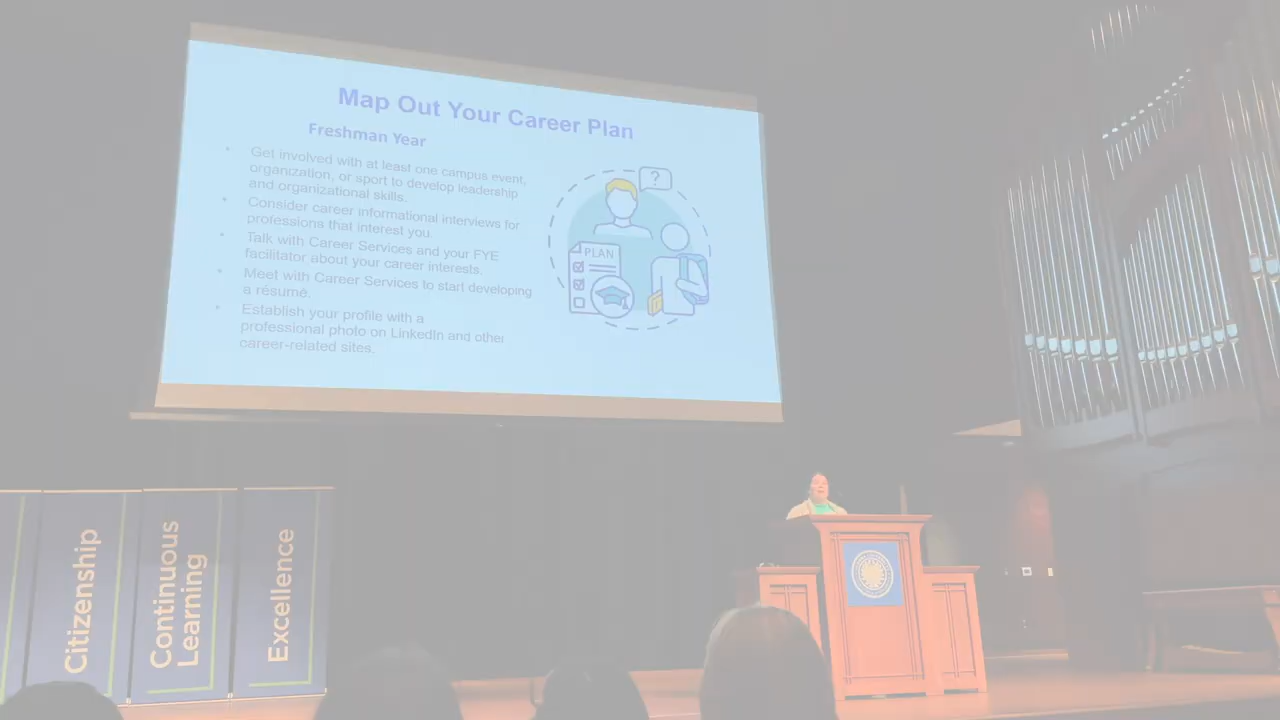 Map Out Your Career Plan
Freshman Year
• Get involved with at least one campus event,
organization, or sport to develop leadership
and organizational skills.
• Consider career informational interviews for
professions that interest you.
• Talk with Career Services and your FYE
facilitator about your career interests.
• Meet with Career Services to start developing
a résumé.
• Establish your profile with a
professional photo on LinkedIn and other
career-related sites.
?
PLAN
Citizenship
Continuous
Learning
Excellence